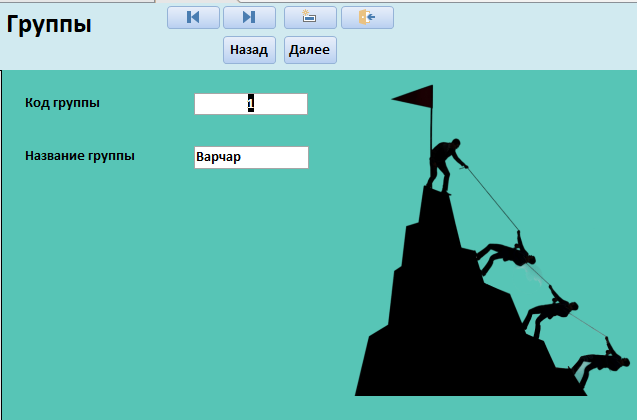 Группы
Назад Далее
Код группы 1
Название группы Варчар